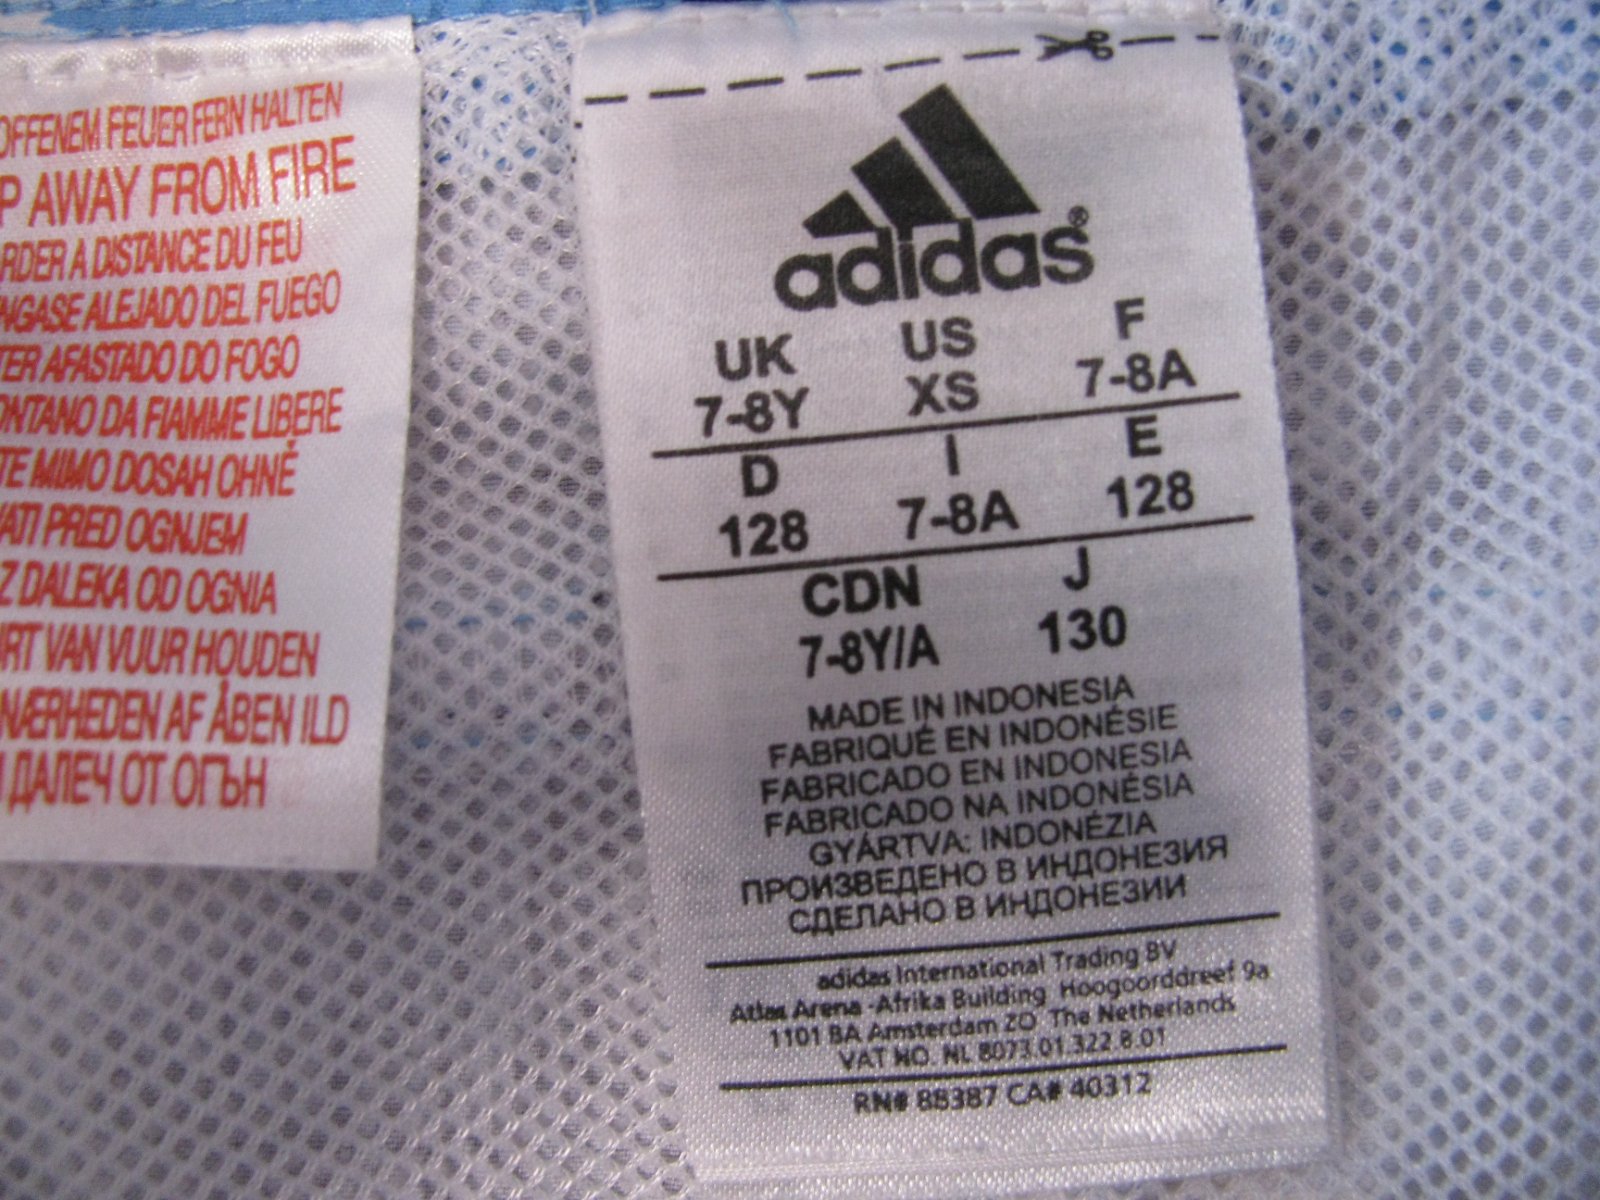 OFFENEM FEUER FERN HALTEN
P AWAY FROM FIRE
RDER A DISTANCE DU FEU
NGASE ALEJADO DEL FUEGO
TER AFASTADO DO FOGO
ONTANO DA FIAMME LIBERE
TE MIMO DOSAH OHNĚ
VATI PRED OGNJEM
Z DALEKA OD OGNIA
RT VAN VUUR HOUDEN
NÆRHEDEN AF ÅBEN ILD
ДАЛЕЧ ОТ ОГЪН
adidas®
UK US F
7-8Y XS 7-8A
D I E
128 7-8A 128
CDN J
7-8Y/A 130
MADE IN INDONESIA
FABRIQUÉ EN INDONÉSIE
FABRICADO EN INDONESIA
FABRICADO NA INDONÉSIA
GYÁRTVA: INDONÉZIA
ПРОИЗВЕДЕНО В ИНДОНЕЗИЯ
СДЕЛАНО В ИНДОНЕЗИИ
adidas International Trading BV
Atlas Arena -Afrika Building Hoogoorddreef 9a
1101 BA Amsterdam ZO The Netherlands
VAT NO. NL 8073.01.322.B.01
RN# 88387 CA# 40312